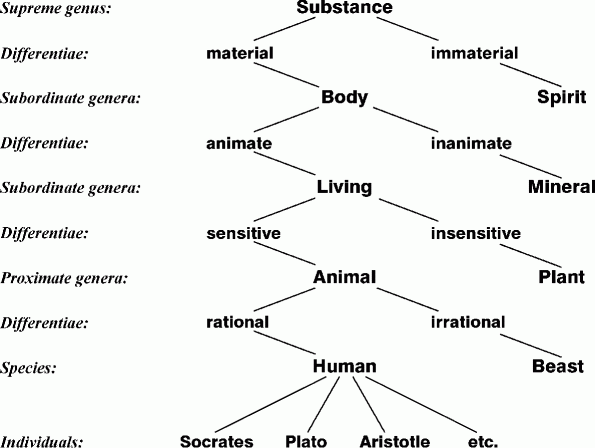 Supreme genus: Substance
Differentiae: material immaterial
Subordinate genera: Body Spirit
Differentiae: animate inanimate
Subordinate genera: Living Mineral
Differentiae: sensitive insensitive
Proximate genera: Animal Plant
Differentiae: rational irrational
Species: Human Beast
Individuals: Socrates Plato Aristotle etc.